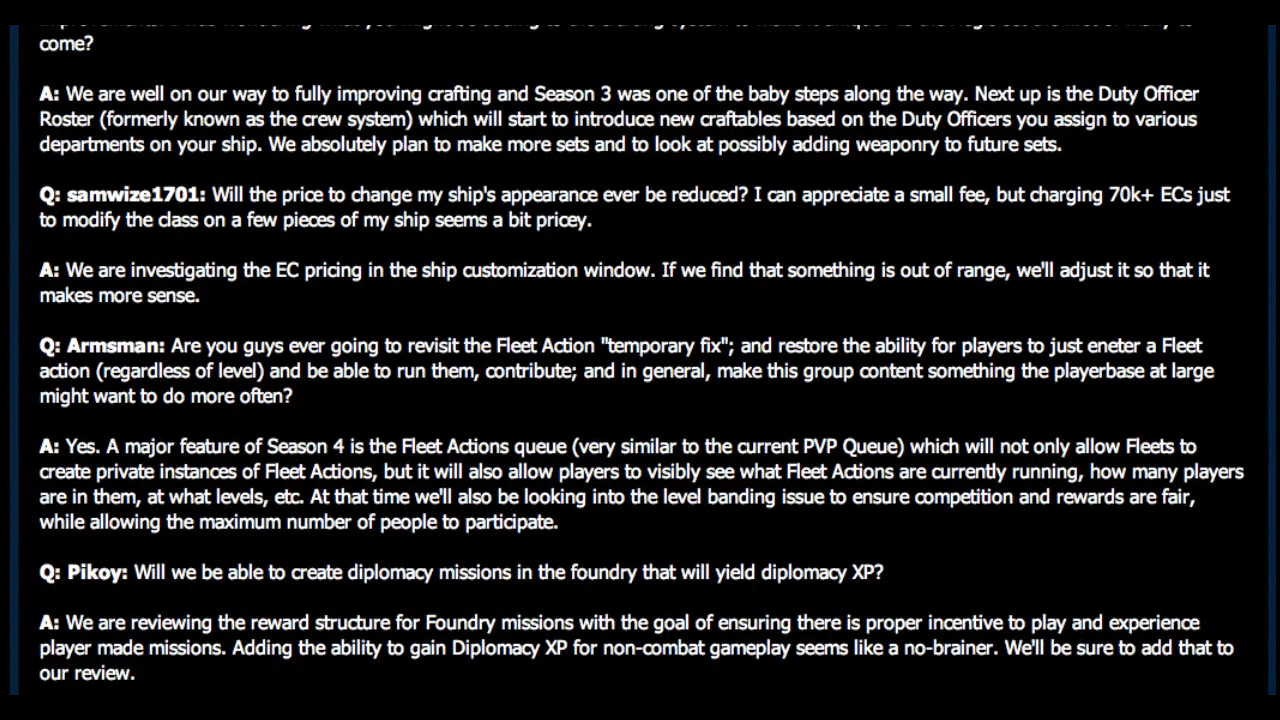 come?
A: We are well on our way to fully improving crafting and Season 3 was one of the baby steps along the way. Next up is the Duty Officer
Roster (formerly known as the crew system) which will start to introduce new craftables based on the Duty Officers you assign to various
departments on your ship. We absolutely plan to make more sets and to look at possibly adding weaponry to future sets.
Q: samwize1701: Will the price to change my ship's appearance ever be reduced? I can appreciate a small fee, but charging 70k+ ECs just
to modify the class on a few pieces of my ship seems a bit pricey.
A: We are investigating the EC pricing in the ship customization window. If we find that something is out of range, we'll adjust it so that it
makes more sense.
Q: Armsman: Are you guys ever going to revisit the Fleet Action "temporary fix"; and restore the ability for players to just eneter a Fleet
action (regardless of level) and be able to run them, contribute; and in general, make this group content something the playerbase at large
might want to do more often?
A: Yes. A major feature of Season 4 is the Fleet Actions queue (very similar to the current PVP Queue) which will not only allow Fleets to
create private instances of Fleet Actions, but it will also allow players to visibly see what Fleet Actions are currently running, how many players
are in them, at what levels, etc. At that time we'll also be looking into the level banding issue to ensure competition and rewards are fair,
while allowing the maximum number of people to participate.
Q: Pikoy: Will we be able to create diplomacy missions in the foundry that will yield diplomacy XP?
A: We are reviewing the reward structure for Foundry missions with the goal of ensuring there is proper incentive to play and experience
player made missions. Adding the ability to gain Diplomacy XP for non-combat gameplay seems like a no-brainer. We'll be sure to add that to
our review.